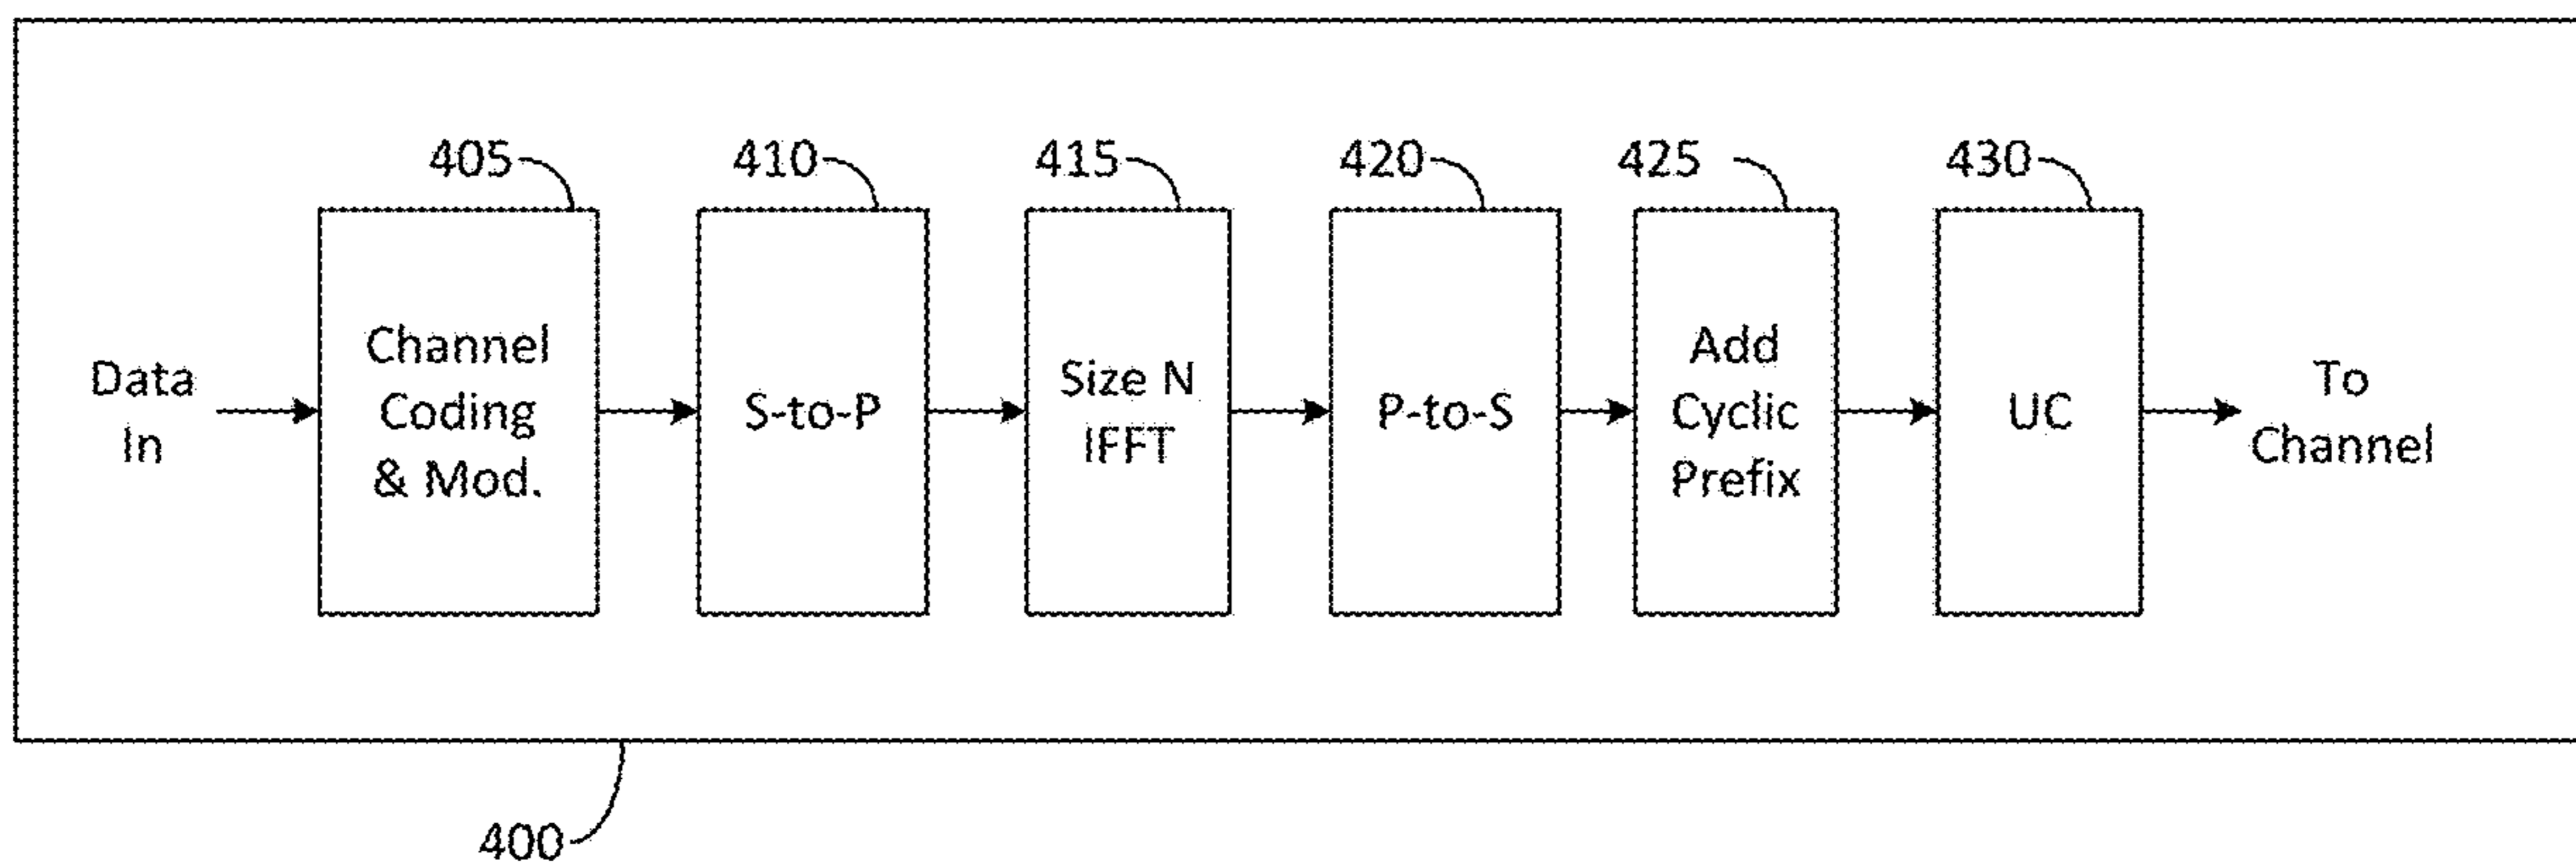 405
410
415
420
425
430
Data
In
Channel
Coding
& Mod.
S-to-P
Size N
IFFT
P-to-S
Add
Cyclic
Prefix
UC
To
Channel
400